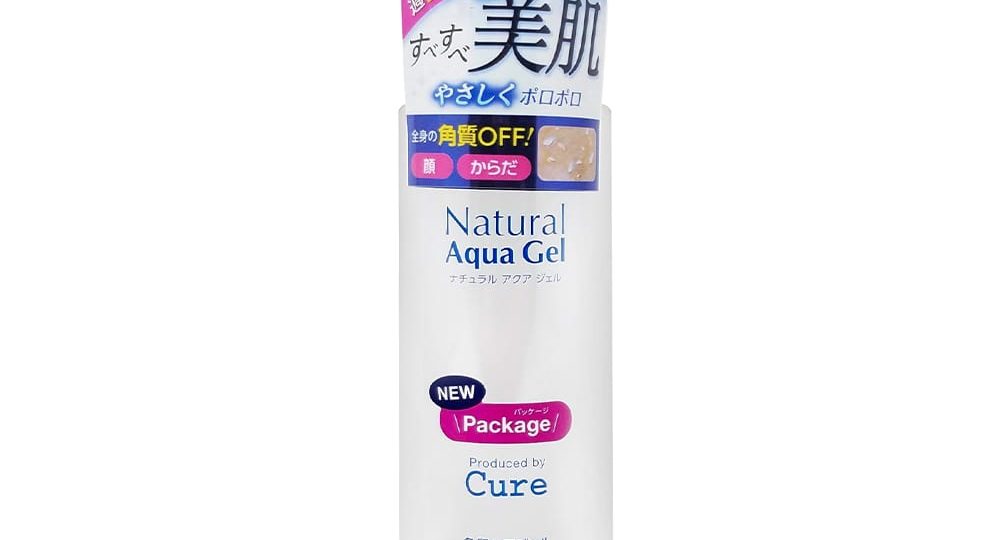 すべすべ 美肌
やさしく ポロポロ
全身の 角質OFF!
顔 からだ
Natural
Aqua Gel
ナチュラル アクア ジェル
NEW
パッケージ
\Package/
Produced by
Cure